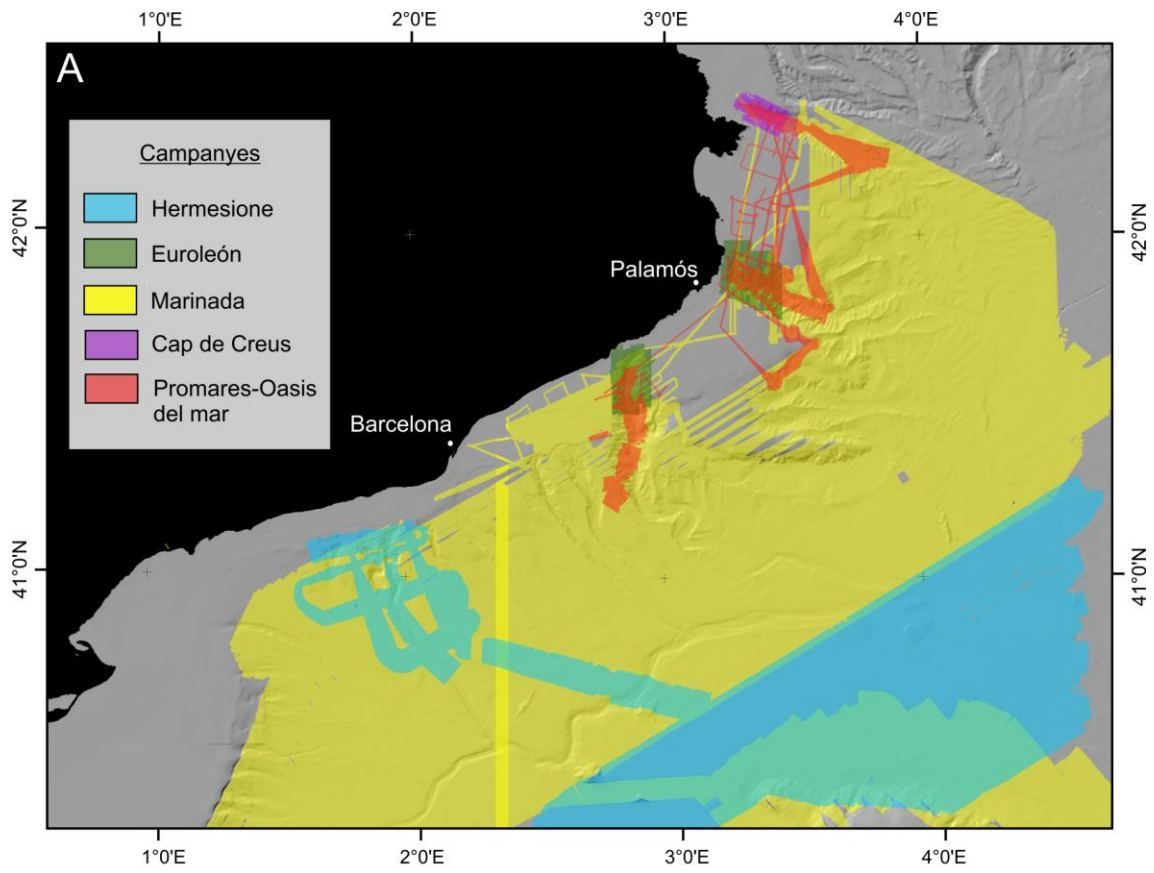 1°0'E 2°0'E 3°0'E 4°0'E
A
Campanyes
Hermesione
Euroleón
Marinada
Cap de Creus
Promares-Oasis
del mar
42°0'N
42°0'N
Palamós
Barcelona
41°0'N
41°0'N
1°0'E 2°0'E 3°0'E 4°0'E